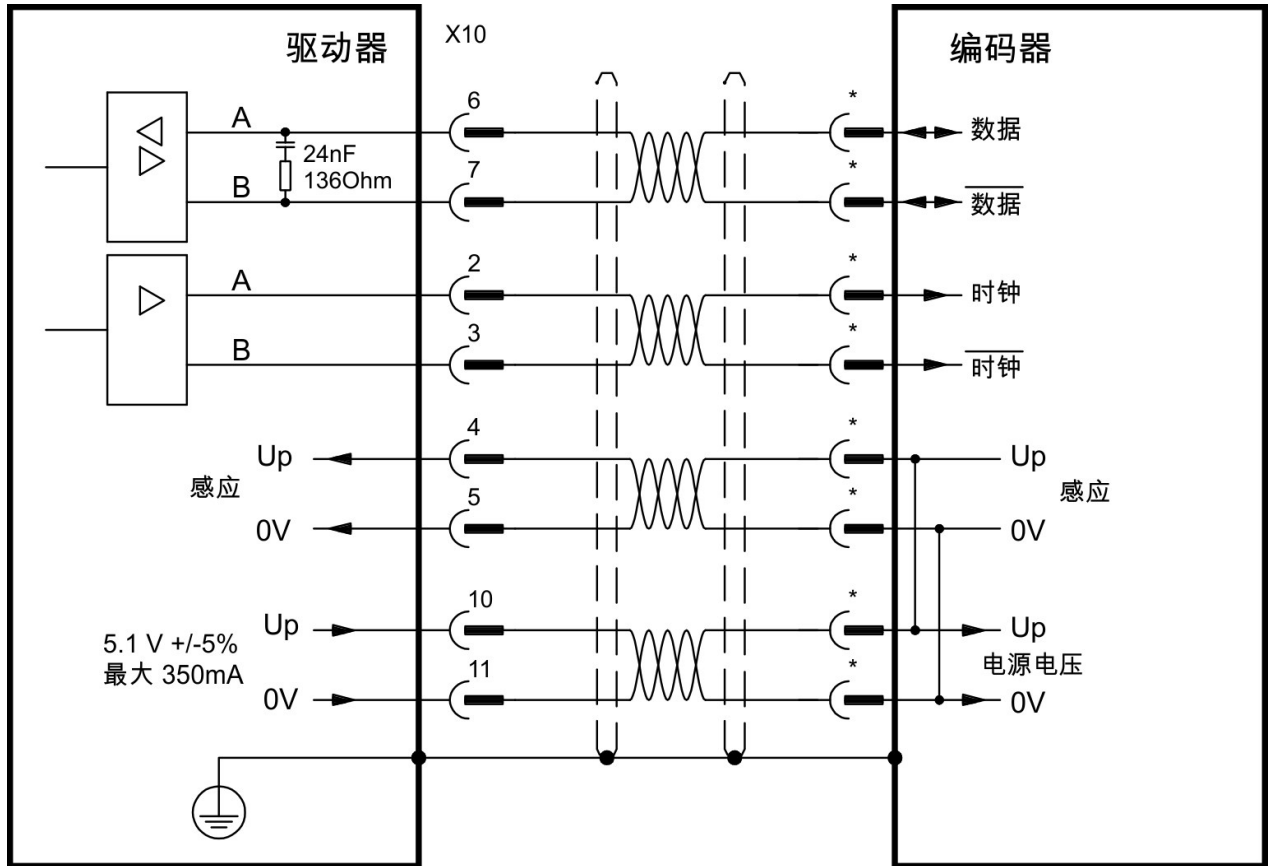 驱动器
X10
编码器
A
6
*
数据
24nF
136Ohm
B
7
*
数据
A
2
*
时钟
B
3
*
时钟
Up
4
*
Up
感应
感应
0V
5
*
0V
Up
10
*
Up
5.1 V +/-5%
最大 350mA
电源电压
0V
11
*
0V